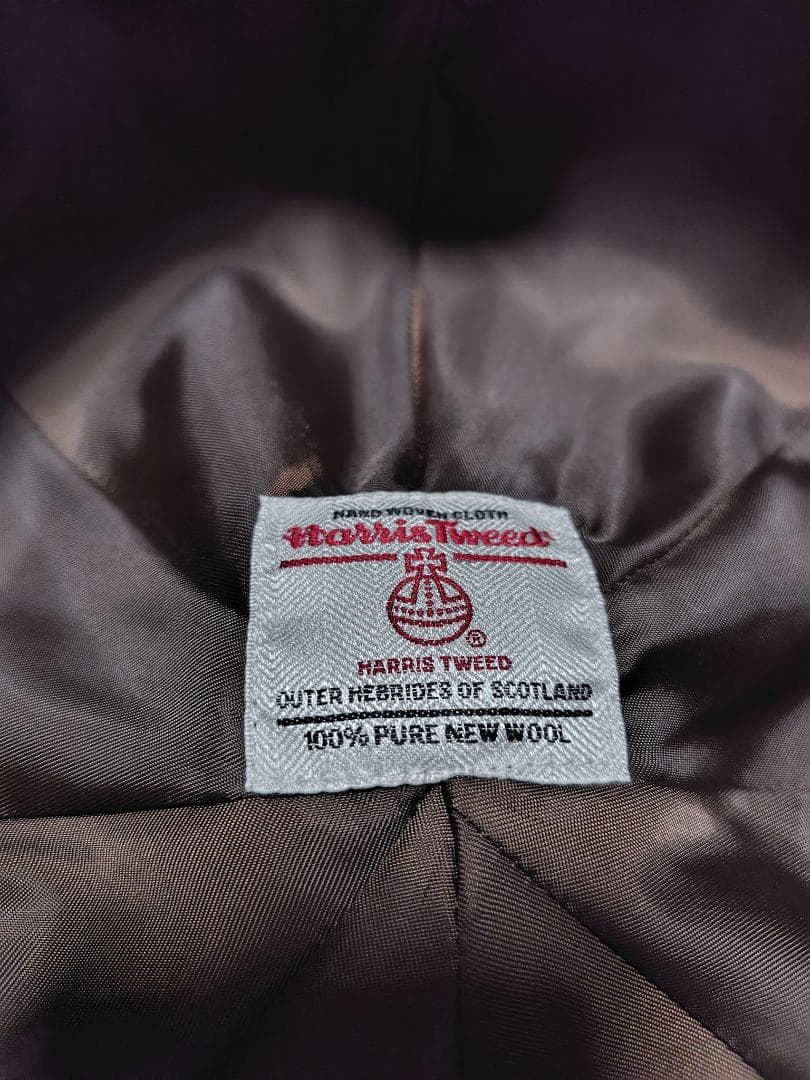 HAND WOVEN CLOTH
Harris Tweed
®
HARRIS TWEED
OUTER HEBRIDES OF SCOTLAND
100% PURE NEW WOOL